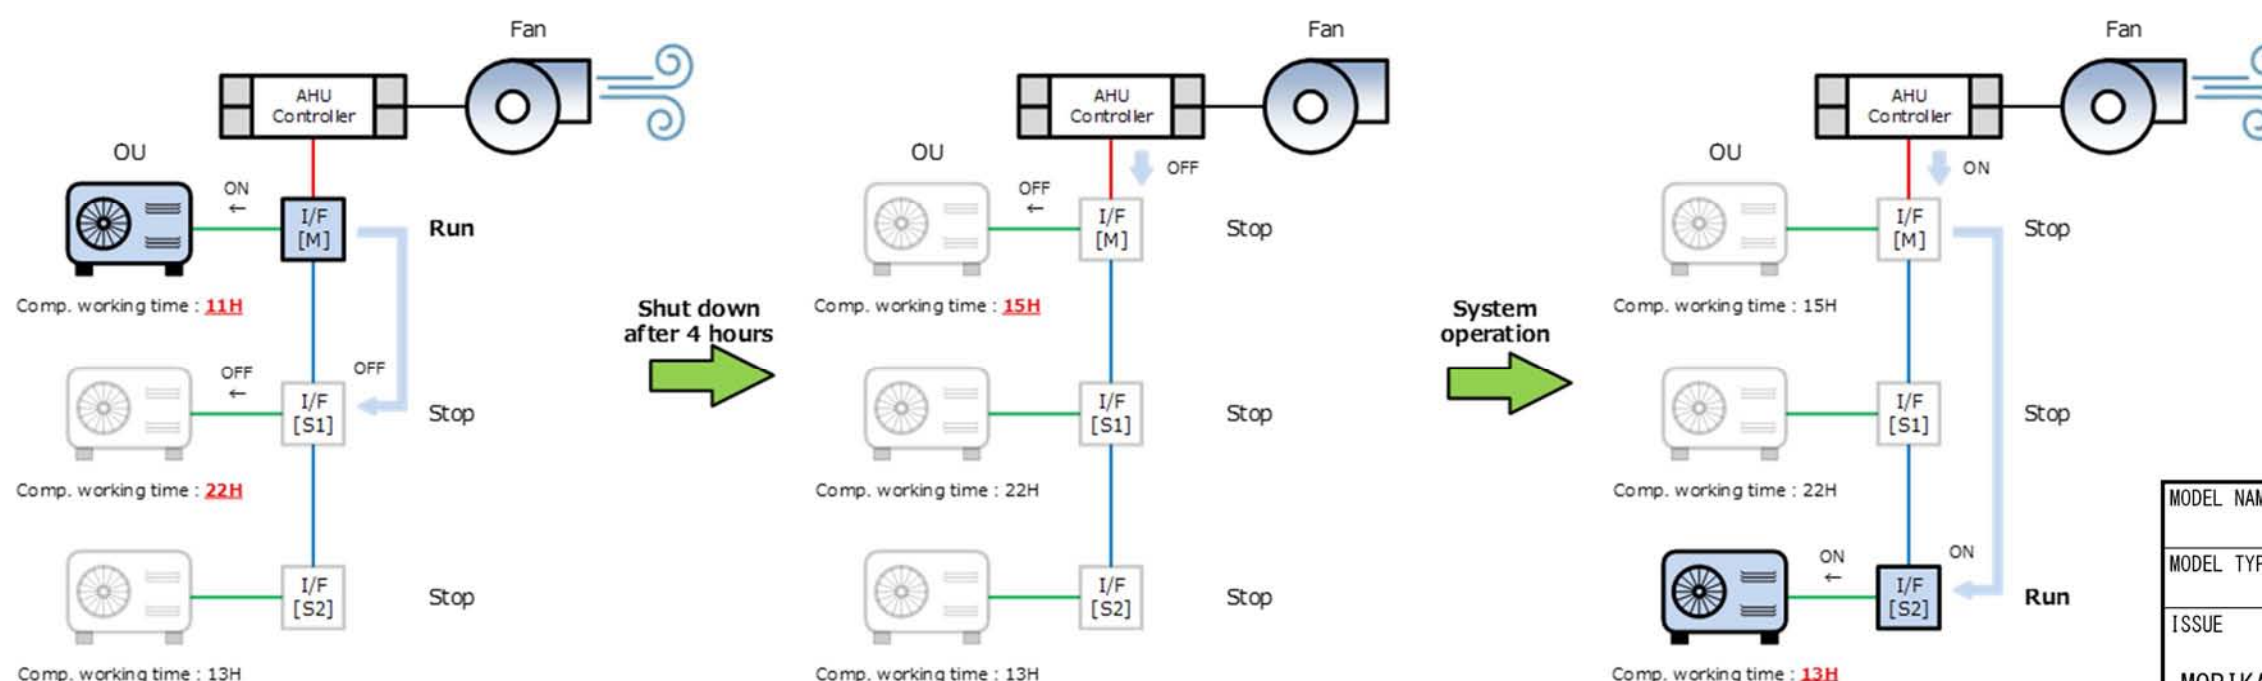 Fan
AHU
Controller
OU
ON
←
I/F
[M]
Run
Comp. working time : 11H
OFF
←
OFF
I/F
[S1]
Stop
Comp. working time : 22H
I/F
[S2]
Stop
Comp. working time : 13H
Shut down
after 4 hours
Fan
AHU
Controller
OFF
OU
OFF
←
I/F
[M]
Stop
Comp. working time : 15H
I/F
[S1]
Stop
Comp. working time : 22H
I/F
[S2]
Stop
Comp. working time : 13H
System
operation
Fan
AHU
Controller
ON
OU
I/F
[M]
Stop
Comp. working time : 15H
I/F
[S1]
Stop
Comp. working time : 22H
ON
←
ON
I/F
[S2]
Run
Comp. working time : 13H
MODEL NAM
MODEL TYP
ISSUE